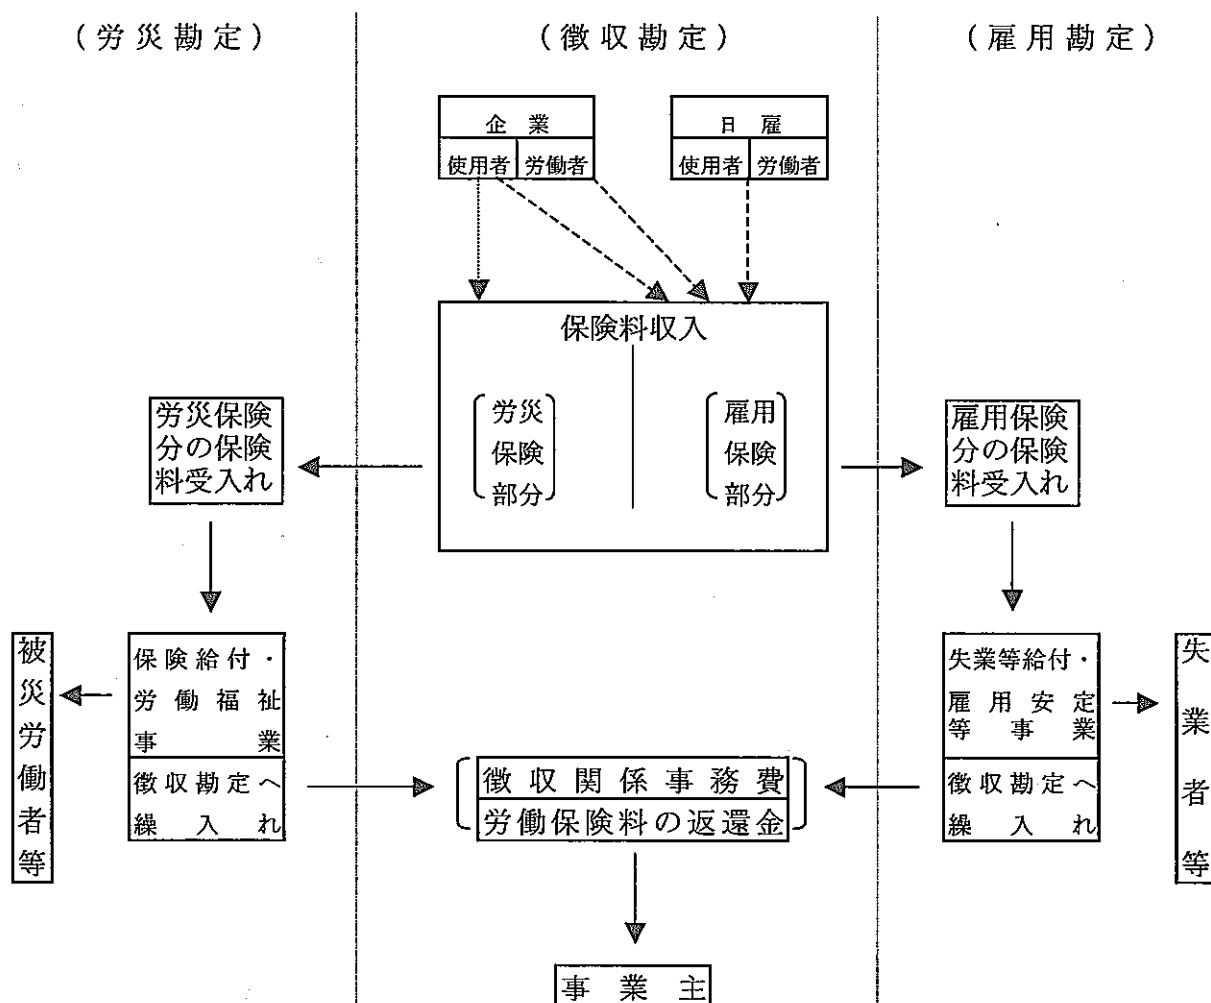 (労災勘定)
(徴収勘定)
(雇用勘定)
企業
使用者 労働者
日雇
使用者 労働者
保険料収入
労災
保険
部分
雇用
保険
部分
労災保険
分の保険
料受入れ
雇用保険
分の保険
料受入れ
被災労働者等
保険給付・
労働福祉
事業
徴収勘定へ
繰入れ
徴収関係事務費
労働保険料の返還金
失業等給付・
雇用安定
等事業
徴収勘定へ
繰入れ
失業者等
事業主